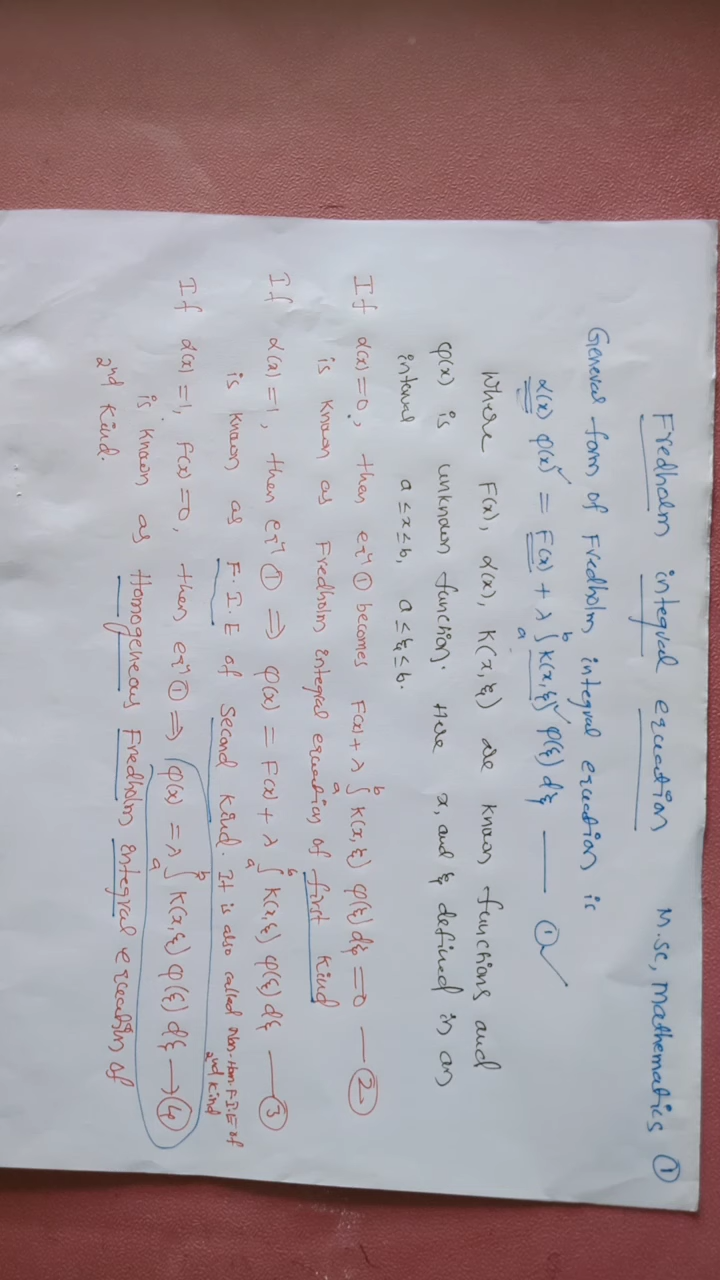 Fredholm integral equation M.Sc, Mathematics ①
General form of Fredholm integral equation is
α(x) φ(x) = F(x) + λ ∫ₐᵇ K(x,ξ) φ(ξ) dξ — ①
Where F(x), α(x), K(x,ξ) are known functions and
φ(x) is unknown function. Here x, and ξ defined in an
interval a ≤ x ≤ b, a ≤ ξ ≤ b.
If α(x) = 0, then eqⁿ ① becomes F(x) + λ ∫ₐᵇ K(x,ξ) φ(ξ) dξ = 0 — ②
is known as Fredholm integral equation of first kind
If α(x) = 1, then eqⁿ ① ⇒ φ(x) = F(x) + λ ∫ₐᵇ K(x,ξ) φ(ξ) dξ — ③
is known as F.I.E of Second kind. It is also called Non-Hom. F.I.E of 2nd kind
If α(x) = 1, F(x) = 0, then eqⁿ ① ⇒ φ(x) = λ ∫ₐᵇ K(x,ξ) φ(ξ) dξ → ④
is known as Homogeneous Fredholm integral equation of
2nd kind.